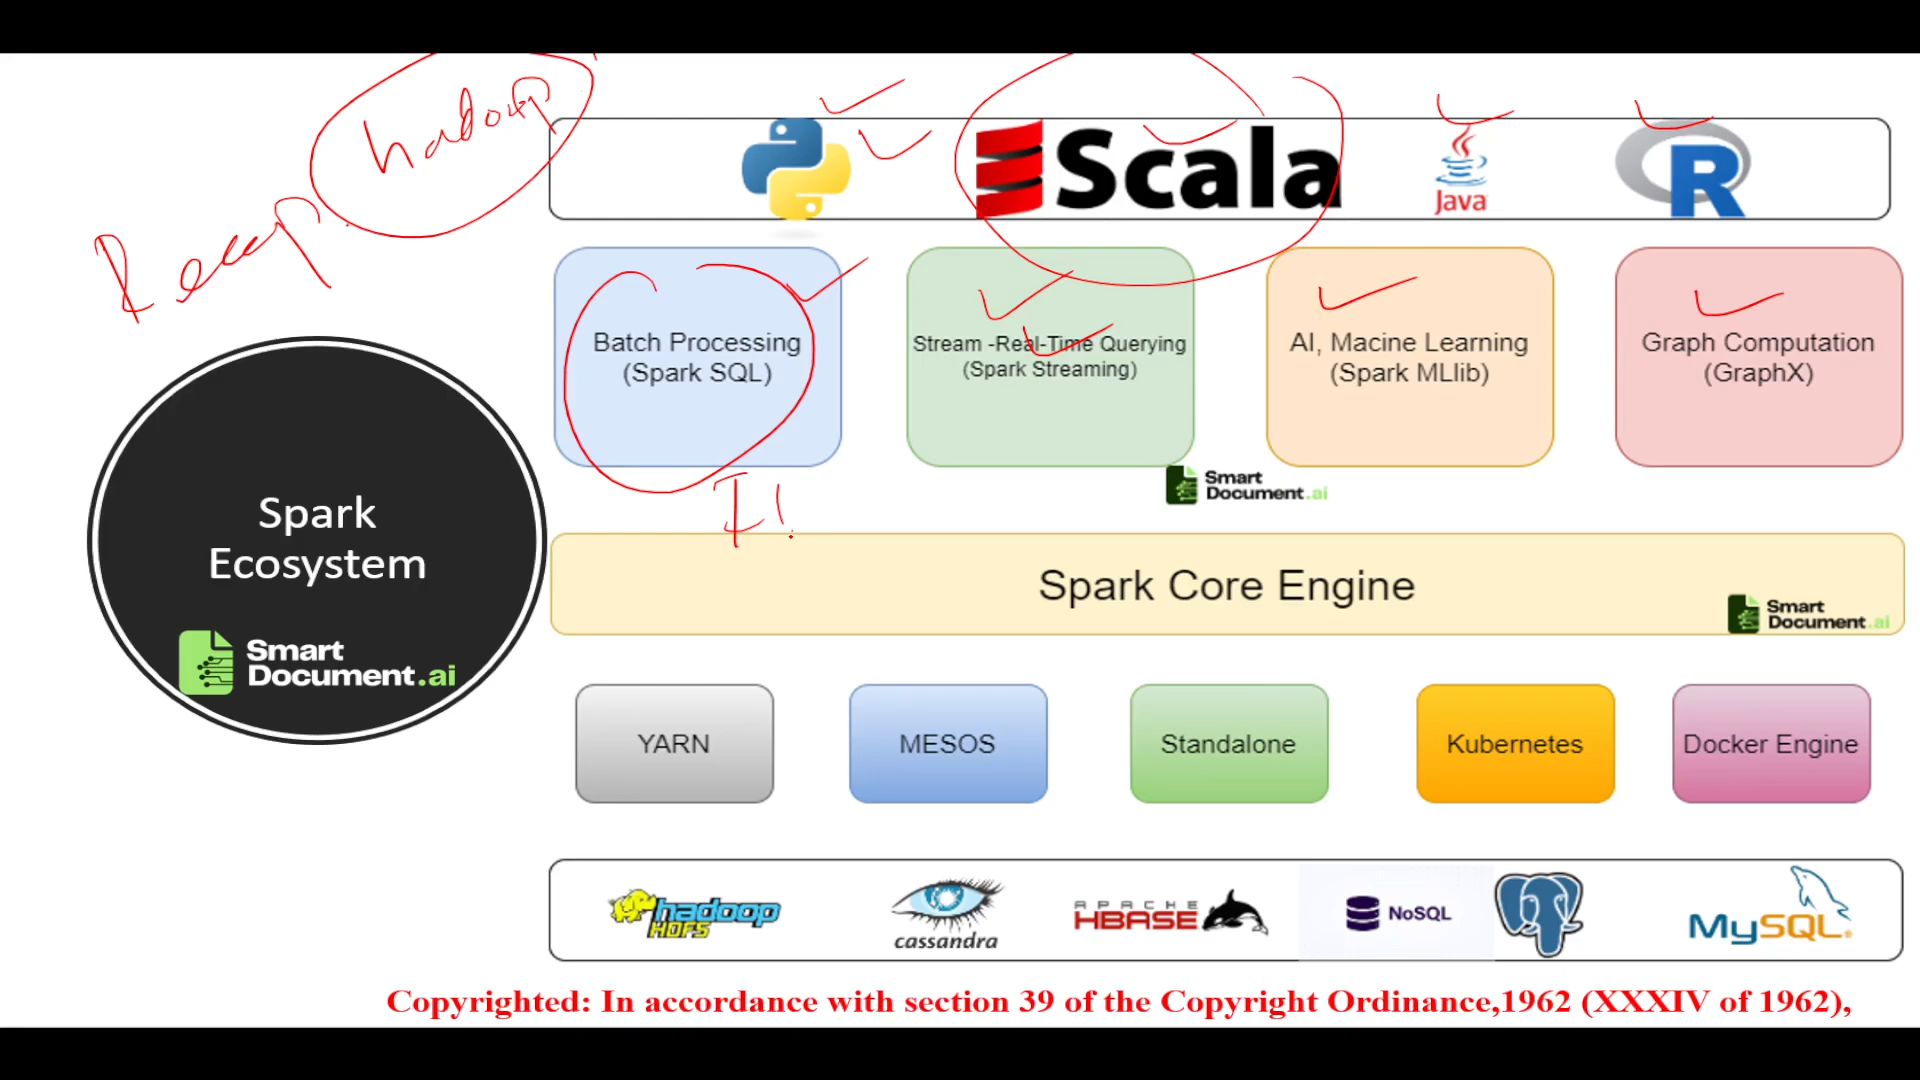 hadoop
Recap
Scala
Java
R
Batch Processing
(Spark SQL)
Stream -Real-Time Querying
(Spark Streaming)
AI, Macine Learning
(Spark MLlib)
Graph Computation
(GraphX)
Smart
Document.ai
Spark
Ecosystem
Smart
Document.ai
Spark Core Engine
Smart
Document.ai
YARN
MESOS
Standalone
Kubernetes
Docker Engine
hadoop
HDFS
cassandra
APACHE
HBASE
NoSQL
MySQL
Copyrighted: In accordance with section 39 of the Copyright Ordinance,1962 (XXXIV of 1962),